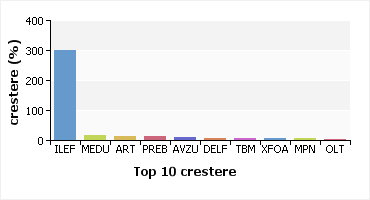 crestere (%)
400
300
200
100
0
ILEF MEDU ART PREB AVZU DELF TBM XFOA MPN OLT
Top 10 crestere